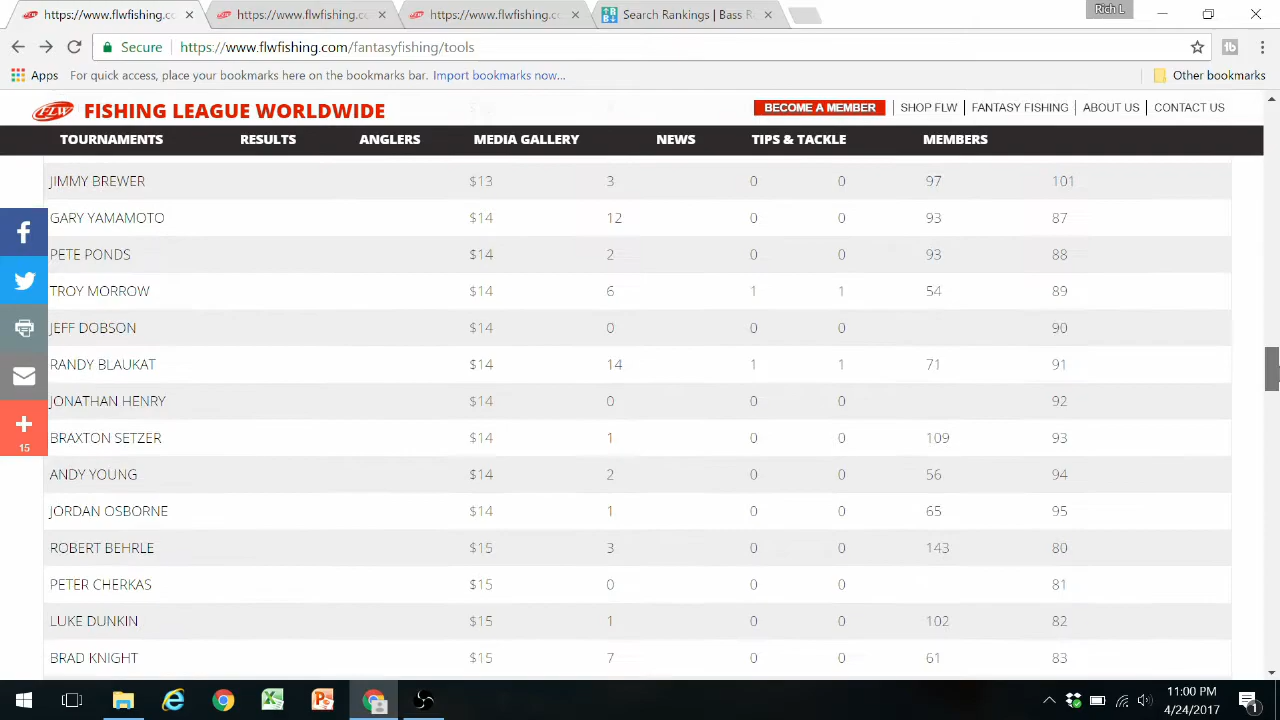 https://www.flwfishing.co
https://www.flwfishing.cc
https://www.flwfishing.cc
Search Rankings | Bass R
Rich L
Secure https://www.flwfishing.com/fantasyfishing/tools
Apps For quick access, place your bookmarks here on the bookmarks bar. Import bookmarks now... Other bookmarks
FLW FISHING LEAGUE WORLDWIDE BECOME A MEMBER SHOP FLW FANTASY FISHING ABOUT US CONTACT US
TOURNAMENTS RESULTS ANGLERS MEDIA GALLERY NEWS TIPS & TACKLE MEMBERS
JIMMY BREWER $13 3 0 0 97 101
GARY YAMAMOTO $14 12 0 0 93 87
PETE PONDS $14 2 0 0 93 88
TROY MORROW $14 6 1 1 54 89
JEFF DOBSON $14 0 0 0 90
RANDY BLAUKAT $14 14 1 1 71 91
JONATHAN HENRY $14 0 0 0 92
BRAXTON SETZER $14 1 0 0 109 93
15
ANDY YOUNG $14 2 0 0 56 94
JORDAN OSBORNE $14 1 0 0 65 95
ROBERT BEHRLE $15 3 0 0 143 80
PETER CHERKAS $15 0 0 0 81
LUKE DUNKIN $15 1 0 0 102 82
BRAD KNIGHT $15 7 0 0 61 83
11:00 PM
4/24/2017
1